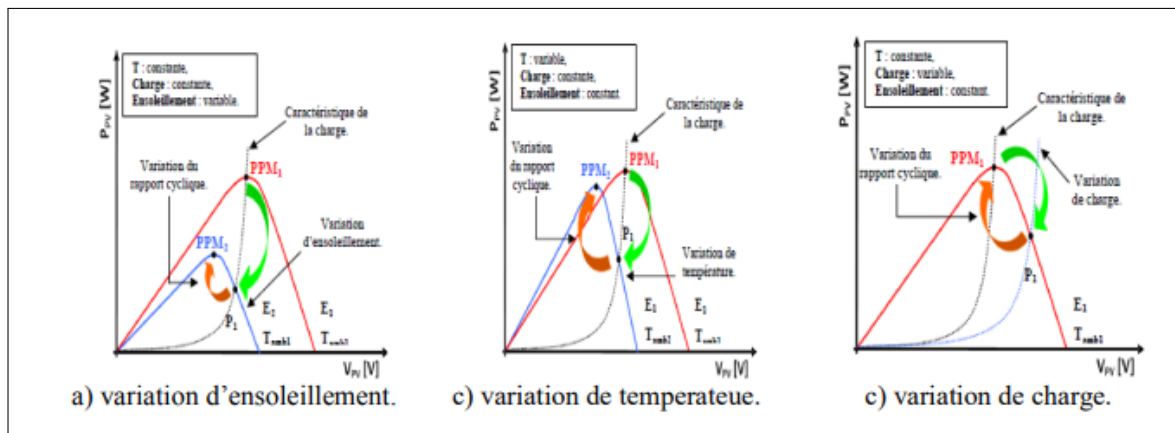 T : constante,
Charge : constante,
Ensoleillement : variable.
P_PV [W]
Caractéristique de
la charge.
Variation du
rapport cyclique.
PPM₁
Variation
d'ensoleillement.
PPM₂
P₁
E₂
E₁
T_amb1
T_amb1
V_PV [V]
a) variation d'ensoleillement.
T : variable,
Charge : constante,
Ensoleillement : constant.
P_PV [W]
Caractéristique de
la charge.
Variation
du rapport
cyclique.
PPM₂
PPM₁
P₁
Variation de
température.
E₁
E₁
V_PV [V]
c) variation de temperateue.
T : constante,
Charge : variable,
Ensoleillement : constant.
P_PV [W]
Caractéristique de
la charge.
Variation du
rapport cyclique.
Variation
de charge.
P₁
E₁
T_amb1
V_PV [V]
c) variation de charge.